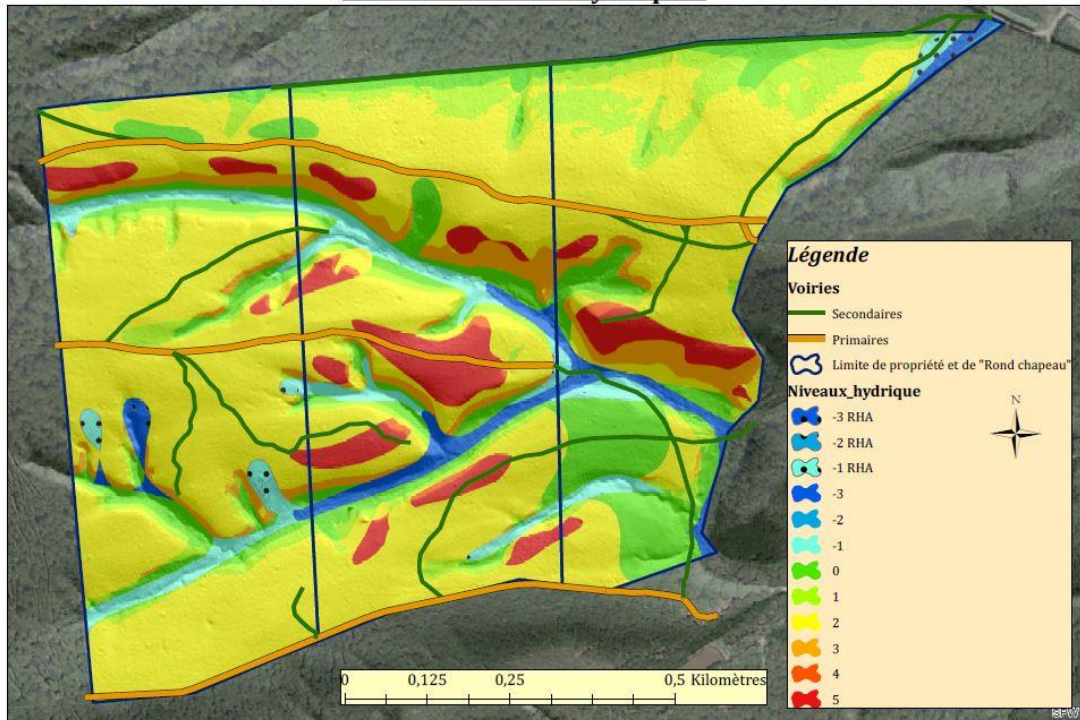 Légende
Voiries
Secondaires
Primaires
Limite de propriété et de "Rond chapeau"
Niveaux_hydrique
-3 RHA
-2 RHA
-1 RHA
-3
-2
-1
0
1
2
3
4
5
N
0 0,125 0,25 0,5 Kilomètres
SPW